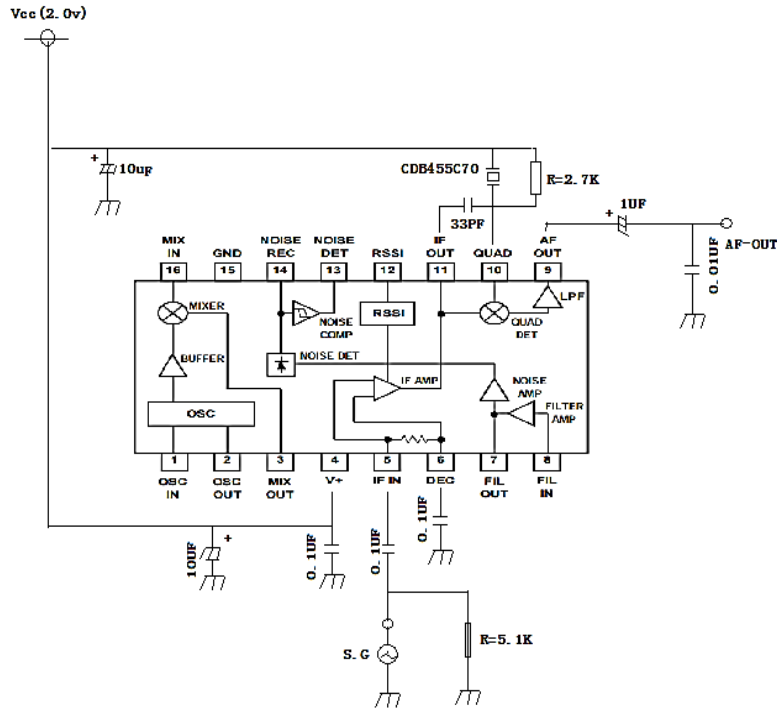 Vcc(2.0v)
10uF
CDB455C70
R=2.7K
33PF
1UF
AF-OUT
0.01UF
MIX IN
GND
NOISE REC
NOISE DET
RSSI
IF OUT
QUAD
AF OUT
16
15
14
13
12
11
10
9
MIXER
NOISE COMP
RSSI
QUAD DET
LPF
BUFFER
NOISE DET
IF AMP
NOISE AMP
FILTER AMP
OSC
1
2
3
4
5
6
7
8
OSC IN
OSC OUT
MIX OUT
V+
IF IN
DEC
FIL OUT
FIL IN
10UF
0.1UF
0.1UF
0.1UF
S.G
R=5.1K